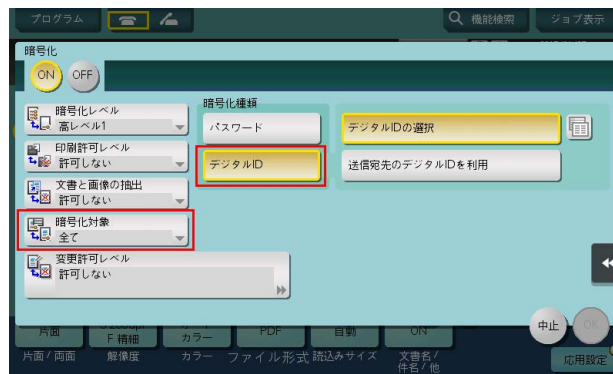 プログラム
機能検索
ジョブ表示
暗号化
ON
OFF
暗号化レベル
高レベル1
印刷許可レベル
許可しない
文書と画像の抽出
許可しない
暗号化対象
全て
変更許可レベル
許可しない
暗号化種類
パスワード
デジタルID
デジタルIDの選択
送信宛先のデジタルIDを利用
中止
OK
片面
F 精細
カラー
PDF
自動
ON
片面/両面
解像度
カラー
ファイル形式
読込みサイズ
文書名/
件名/他
応用設定